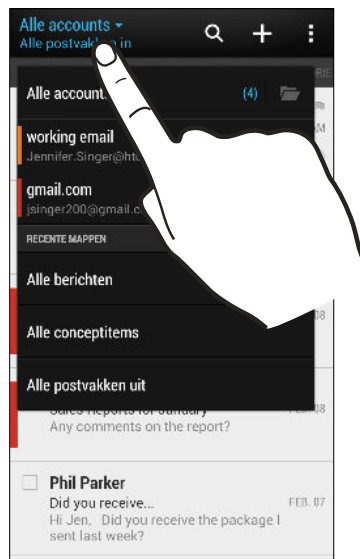 Alle accounts
Alle postvakken in
Alle account
(4)
working email
Jennifer.Singer@ht
gmail.com
jsinger200@gmail.c
RECENTE MAPPEN
Alle berichten
Alle conceptitems
08
Alle postvakken uit
Sales Reports for January
08
Any comments on the report?
Phil Parker
Did you receive...
FEB. 07
Hi Jen, Did you receive the package I
sent last week?